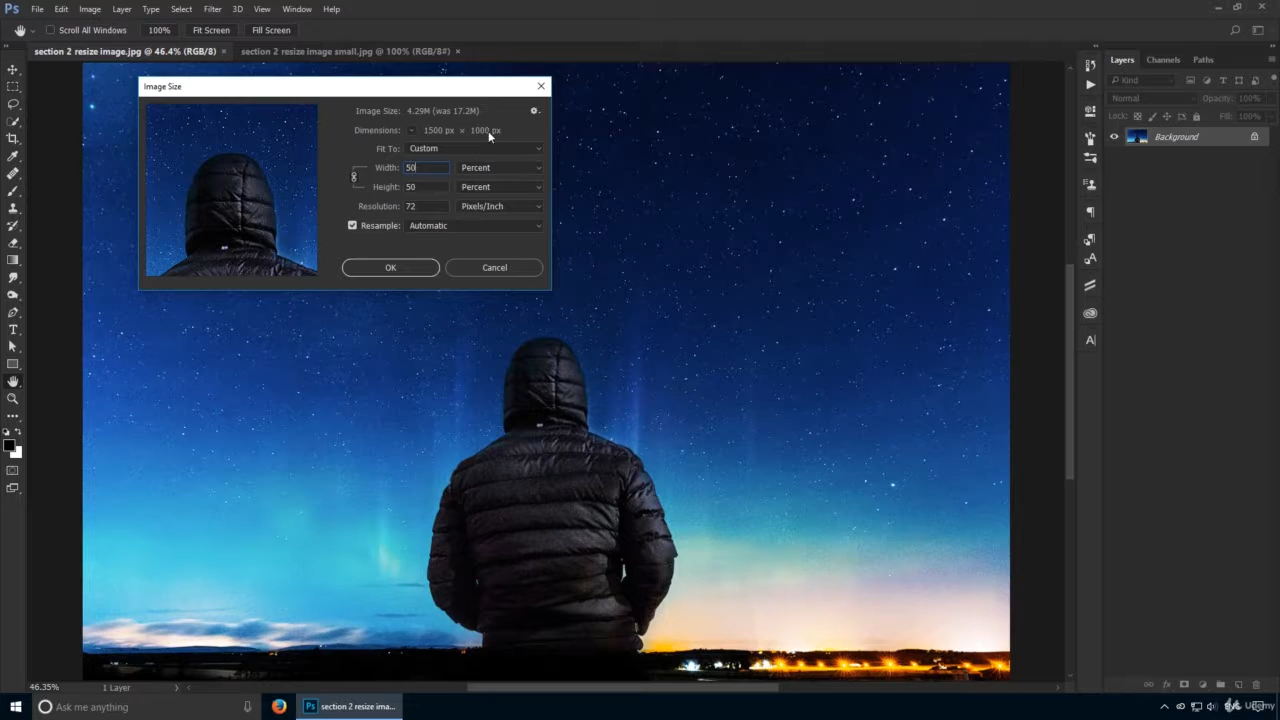 Ps File Edit Image Layer Type Select Filter 3D View Window Help
Scroll All Windows 100% Fit Screen Fill Screen
section 2 resize image.jpg @ 46.4% (RGB/8) × section 2 resize image small.jpg @ 100% (RGB/8#) ×
Layers Channels Paths
Kind
Normal Opacity: 100%
Lock: Fill: 100%
Background
Image Size
Image Size: 4.29M (was 17.2M)
Dimensions: 1500 px × 1000 px
Fit To: Custom
Width: 50 Percent
Height: 50 Percent
Resolution: 72 Pixels/Inch
Resample: Automatic
OK Cancel
46.35% 1 Layer
Ask me anything
Ps section 2 resize ima...
Udemy